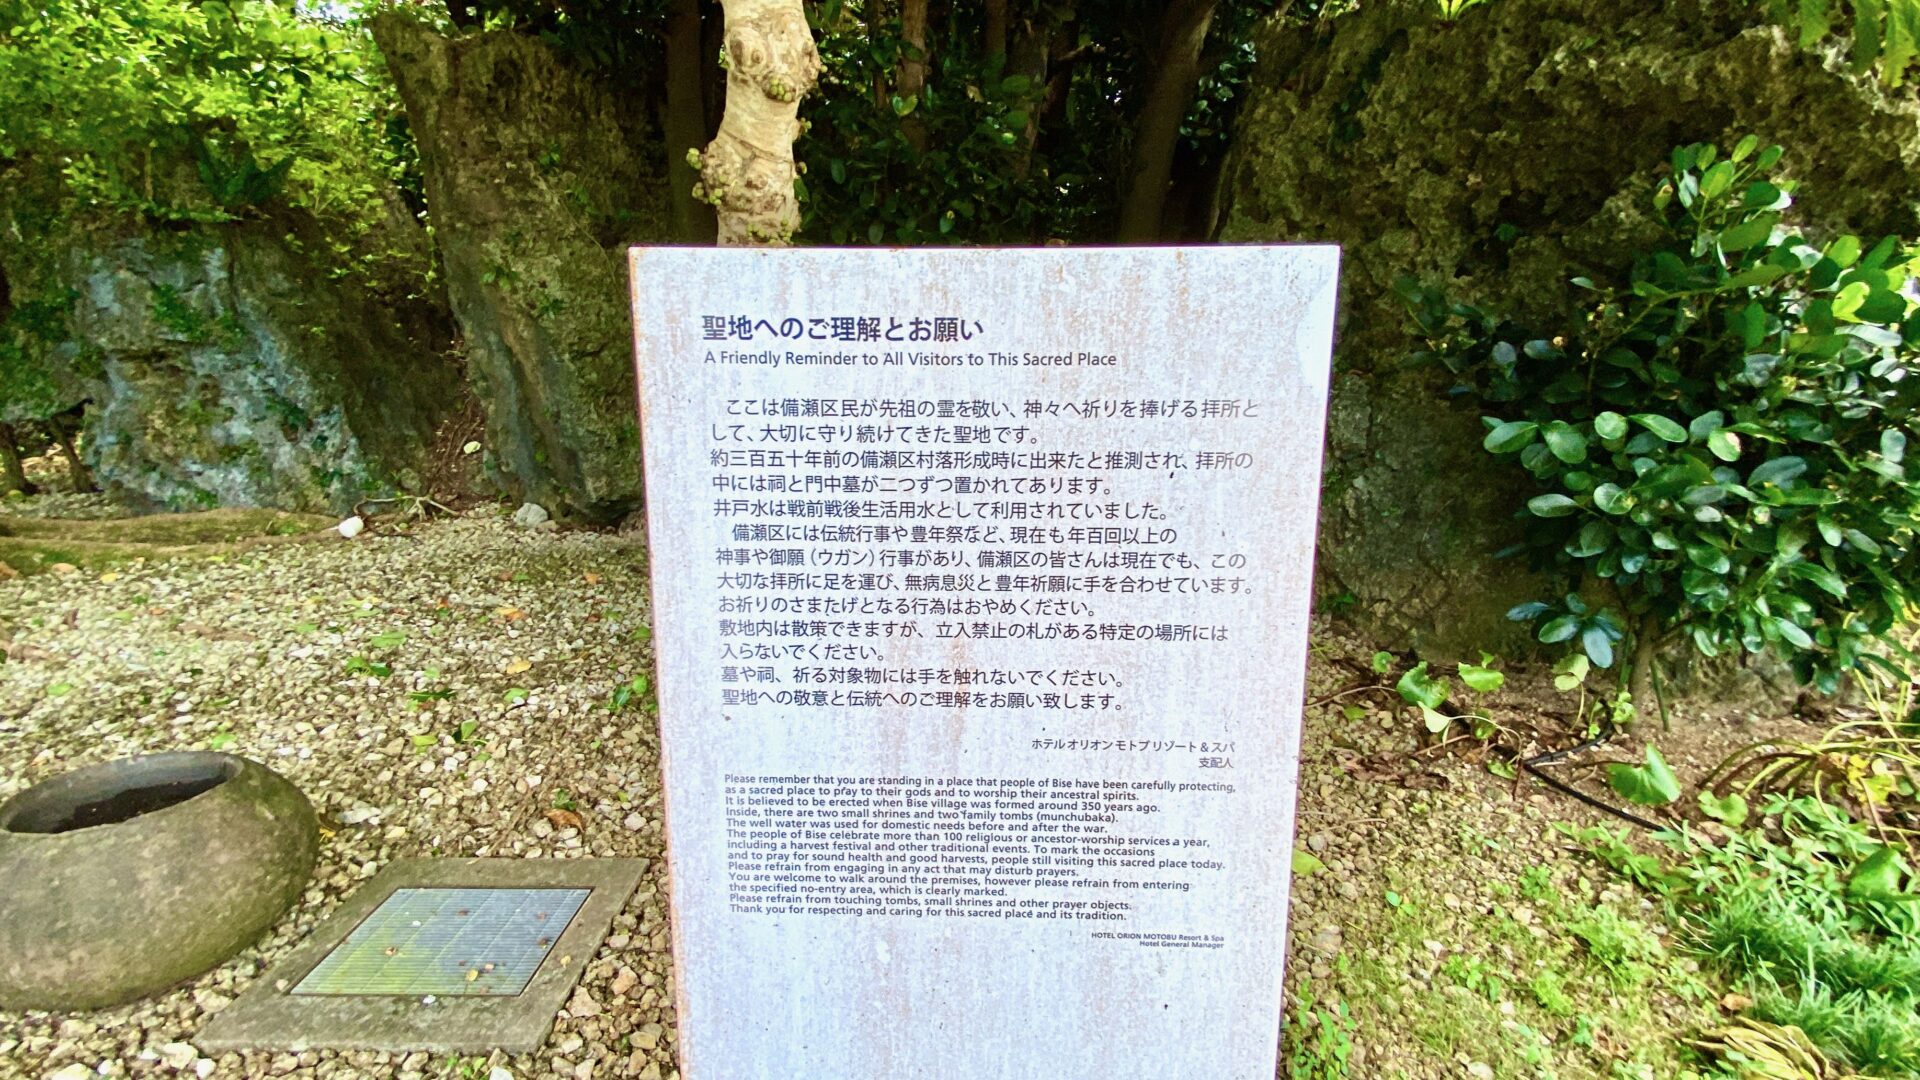 聖地へのご理解とお願い
A Friendly Reminder to All Visitors to This Sacred Place
ここは備瀬区民が先祖の霊を敬い、神々へ祈りを捧げる拝所と
して、大切に守り続けてきた聖地です。
約三百五十年前の備瀬区村落形成時に出来たと推測され、拝所の
中には祠と門中墓が二つずつ置かれてあります。
井戸水は戦前戦後生活用水として利用されていました。
備瀬区には伝統行事や豊年祭など、現在も年百回以上の
神事や御願（ウガン）行事があり、備瀬区の皆さんは現在でも、この
大切な拝所に足を運び、無病息災と豊年祈願に手を合わせています。
お祈りのさまたげとなる行為はおやめください。
敷地内は散策できますが、立入禁止の札がある特定の場所には
入らないでください。
墓や祠、祈る対象物には手を触れないでください。
聖地への敬意と伝統へのご理解をお願い致します。
ホテルオリオンモトブリゾート＆スパ
支配人
Please remember that you are standing in a place that people of Bise have been carefully protecting,
as a sacred place to pray to their gods and to worship their ancestral spirits.
It is believed to be erected when Bise village was formed around 350 years ago.
Inside, there are two small shrines and two family tombs (munchubaka).
The well water was used for domestic needs before and after the war.
The people of Bise celebrate more than 100 religious or ancestor-worship services a year,
including a harvest festival and other traditional events. To mark the occasions
and to pray for sound health and good harvests, people still visiting this sacred place today.
Please refrain from engaging in any act that may disturb prayers.
You are welcome to walk around the premises, however please refrain from entering
the specified no-entry area, which is clearly marked.
Please refrain from touching tombs, small shrines and other prayer objects.
Thank you for respecting and caring for this sacred place and its tradition.
HOTEL ORION MOTOBU Resort & Spa
Hotel General Manager